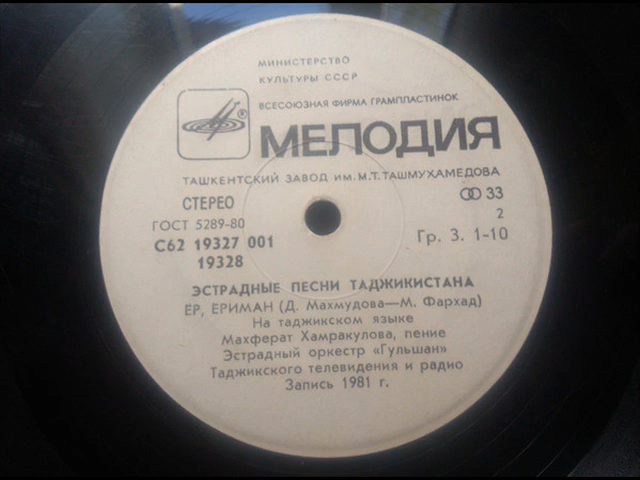 МИНИСТЕРСТВО
КУЛЬТУРЫ СССР
ВСЕСОЮЗНАЯ ФИРМА ГРАМПЛАСТИНОК
®
МЕЛОДИЯ
ТАШКЕНТСКИЙ ЗАВОД ИМ. М.Т. ТАШМУХАМЕДОВА
СТЕРЕО
33
ГОСТ 5289-80
2
С62 19327 001
Гр. 3. 1-10
19328
ЭСТРАДНЫЕ ПЕСНИ ТАДЖИКИСТАНА
ЕР, ЕРИМАН (Д. Махмудова—М. Фархад)
На таджикском языке
Махферат Хамракулова, пение
Эстрадный оркестр «Гульшан»
Таджикского телевидения и радио
Запись 1981 г.